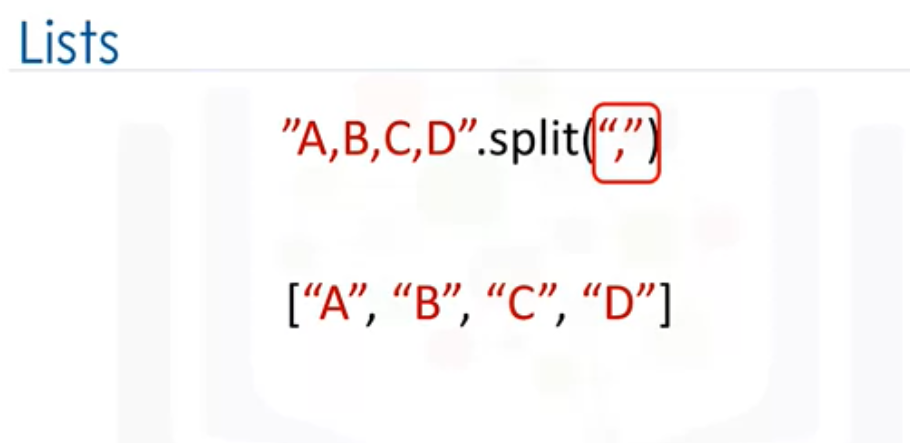 Lists
”A,B,C,D”.split(“,”)
[“A”, “B”, “C”, “D”]